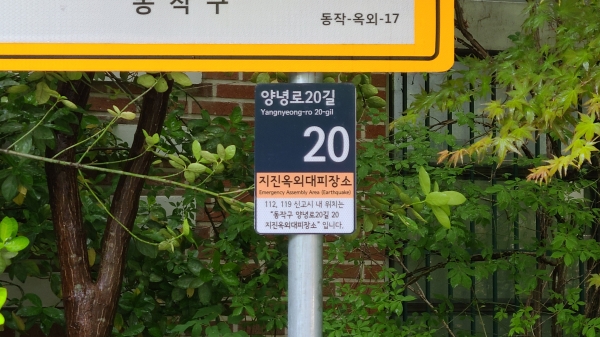 동작구
동작-옥외-17
양녕로20길
Yangnyeong-ro 20-gil
20
지진옥외대피장소
Emergency Assembly Area (Earthquake)
112, 119 신고시 내 위치는
"동작구 양녕로20길 20
지진옥외대피장소" 입니다.